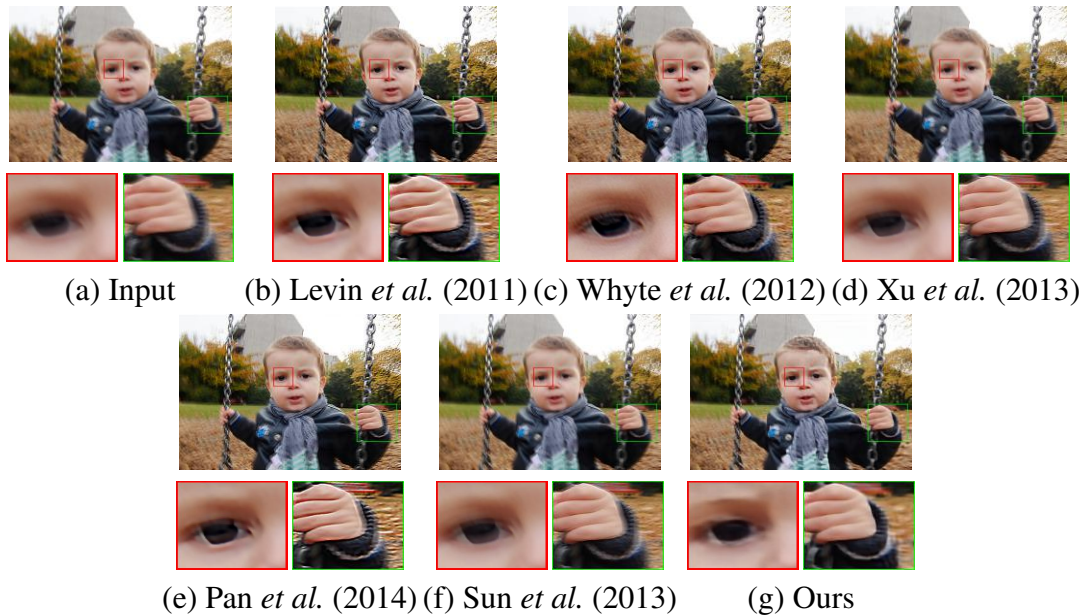 (a) Input
(b) Levin et al. (2011)
(c) Whyte et al. (2012)
(d) Xu et al. (2013)
(e) Pan et al. (2014)
(f) Sun et al. (2013)
(g) Ours